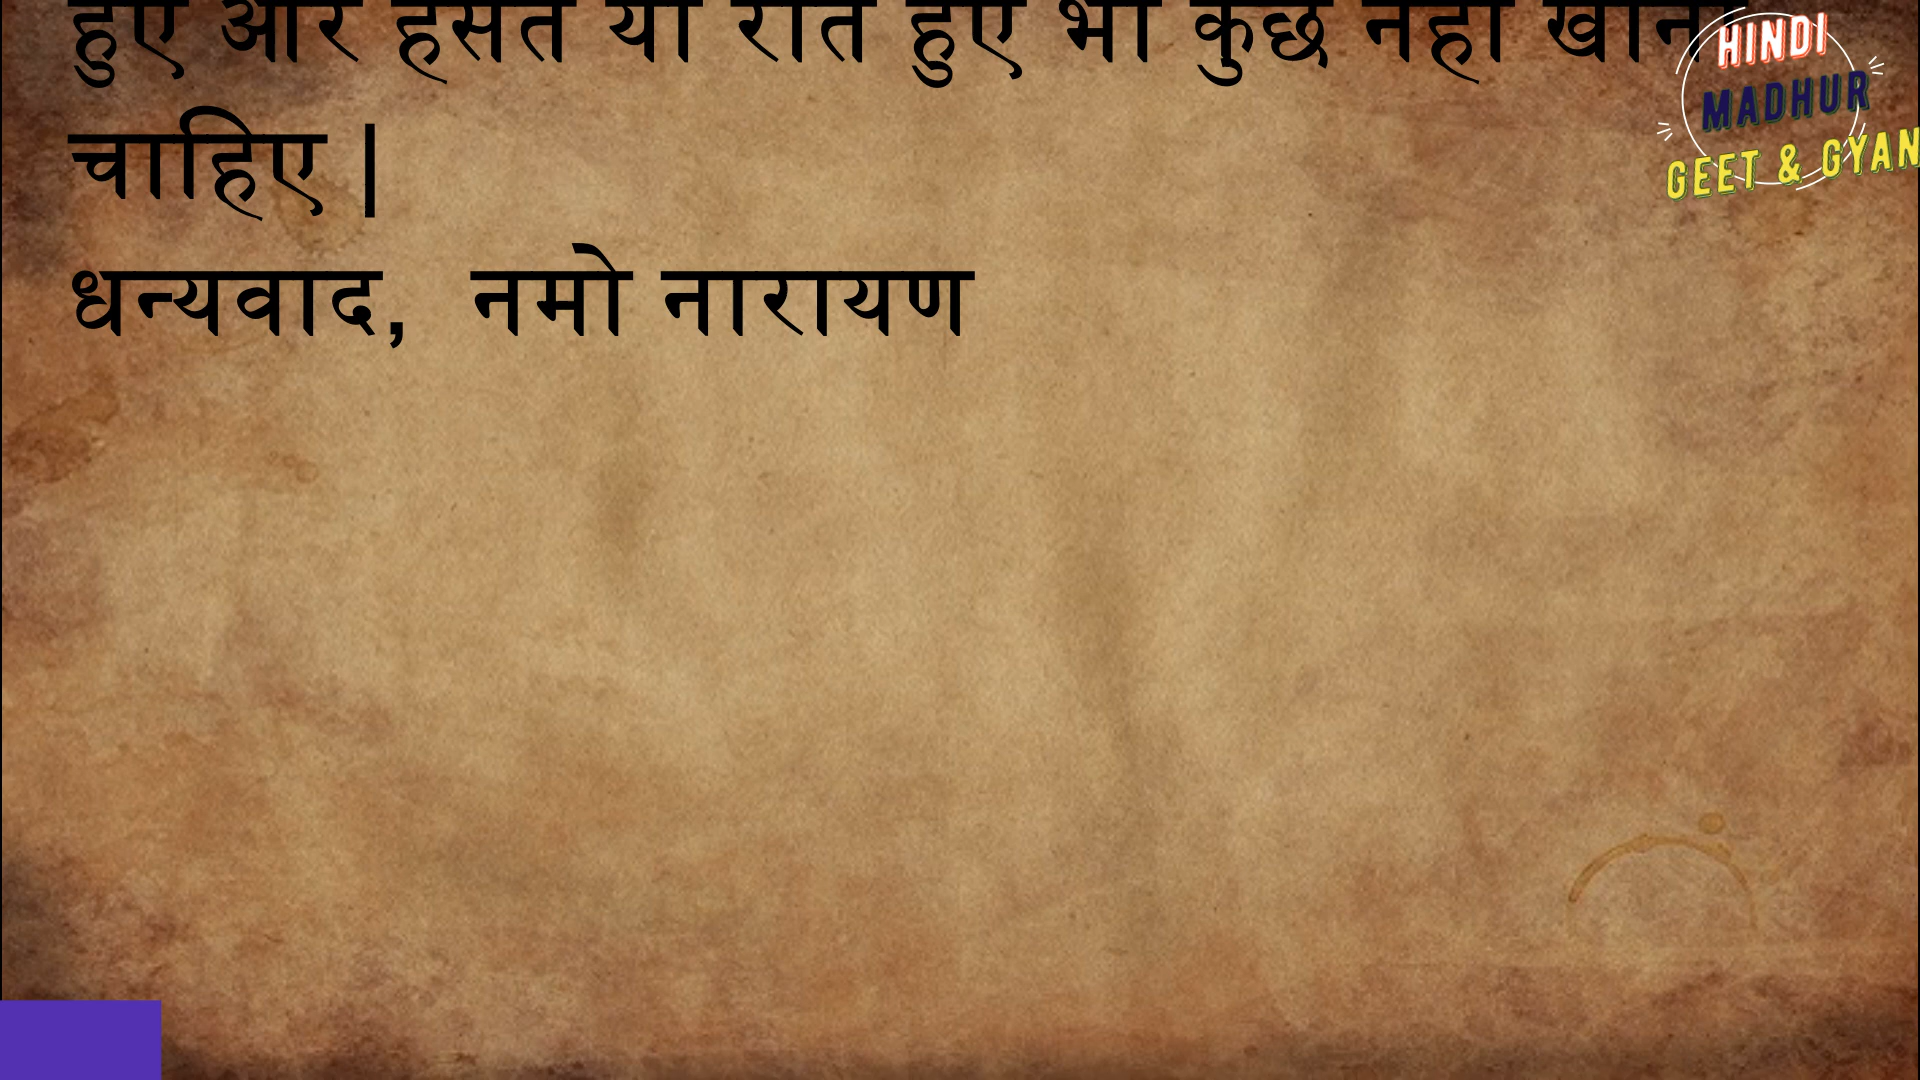 हुए और हंसते या रोते हुए भी कुछ नहीं खाना
चाहिए |
धन्यवाद, नमो नारायण
HINDI
MADHUR
GEET & GYAN